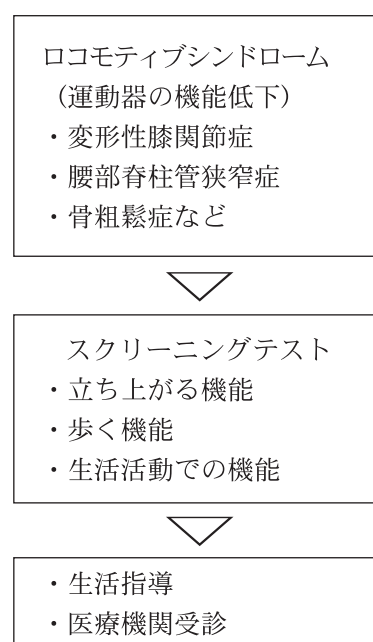 ロコモティブシンドローム
（運動器の機能低下）
・変形性膝関節症
・腰部脊柱管狭窄症
・骨粗鬆症など
スクリーニングテスト
・立ち上がる機能
・歩く機能
・生活活動での機能
・生活指導
・医療機関受診